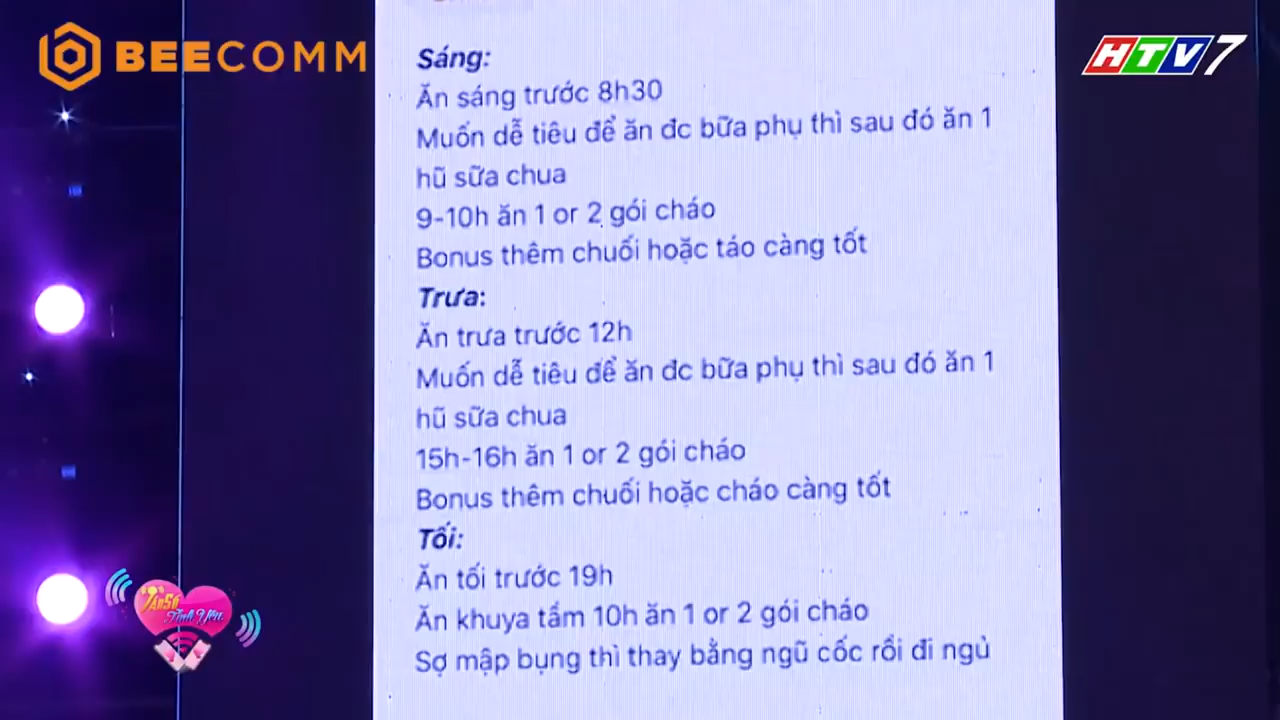 BEECOMM
HTV7
Sáng:
Ăn sáng trước 8h30
Muốn dễ tiêu để ăn đc bữa phụ thì sau đó ăn 1
hũ sữa chua
9-10h ăn 1 or 2 gói cháo
Bonus thêm chuối hoặc táo càng tốt
Trưa:
Ăn trưa trước 12h
Muốn dễ tiêu để ăn đc bữa phụ thì sau đó ăn 1
hũ sữa chua
15h-16h ăn 1 or 2 gói cháo
Bonus thêm chuối hoặc cháo càng tốt
Tối:
Ăn tối trước 19h
Ăn khuya tầm 10h ăn 1 or 2 gói cháo
Sợ mập bụng thì thay bằng ngũ cốc rồi đi ngủ
Tần Số
Tình Yêu